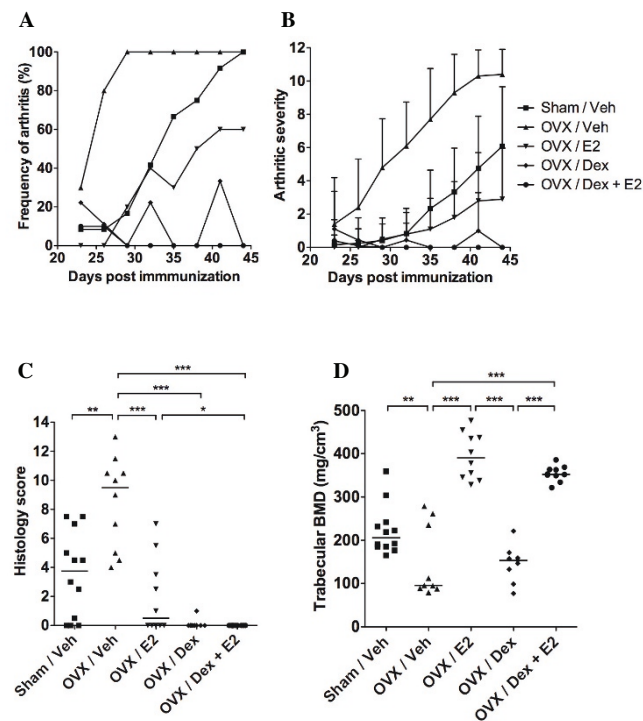 A
B
100
80
60
40
20
0
Frequency of arthritis (%)
20 25 30 35 40 45
Days post immmunization
12
10
8
6
4
2
0
Arthritic severity
20 25 30 35 40 45
Days post immunization
Sham / Veh
OVX / Veh
OVX / E2
OVX / Dex
OVX / Dex + E2
C
***
***
** *** *
14
12
10
8
6
4
2
0
Histology score
Sham / Veh
OVX / Veh
OVX / E2
OVX / Dex
OVX / Dex + E2
D
***
** *** *** ***
500
400
300
200
100
0
Trabecular BMD (mg/cm³)
Sham / Veh
OVX / Veh
OVX / E2
OVX / Dex
OVX / Dex + E2